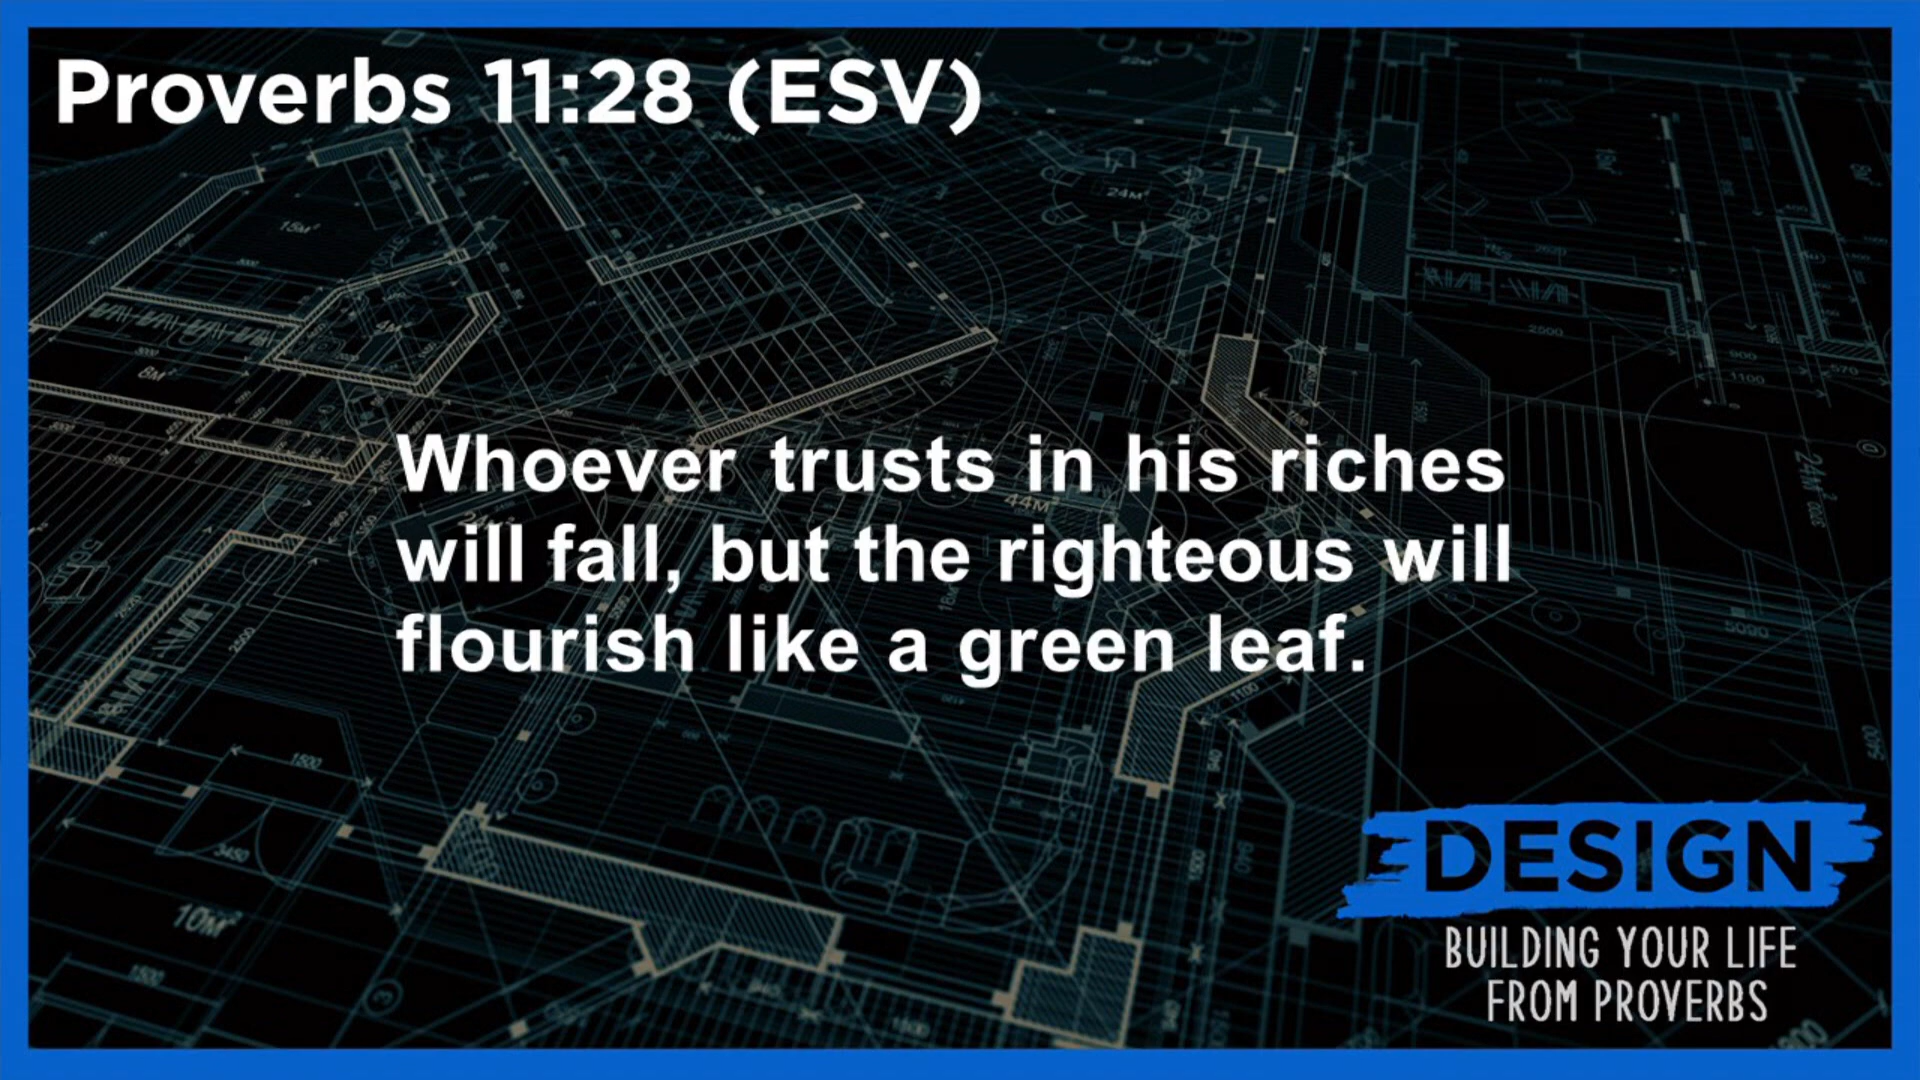 Proverbs 11:28 (ESV)
Whoever trusts in his riches
will fall, but the righteous will
flourish like a green leaf.
DESIGN
BUILDING YOUR LIFE
FROM PROVERBS